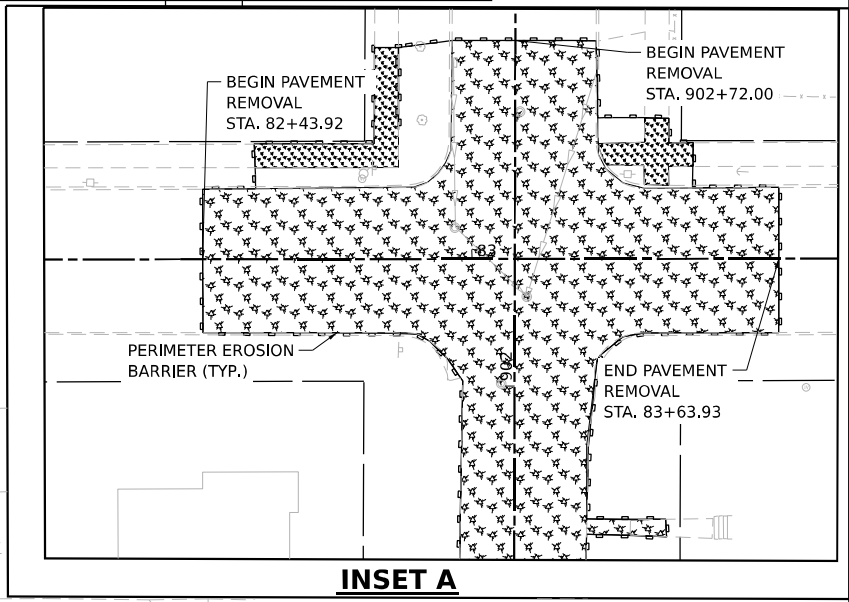 BEGIN PAVEMENT
REMOVAL
STA. 902+72.00
BEGIN PAVEMENT
REMOVAL
STA. 82+43.92
83
902
PERIMETER EROSION
BARRIER (TYP.)
END PAVEMENT
REMOVAL
STA. 83+63.93
INSET A